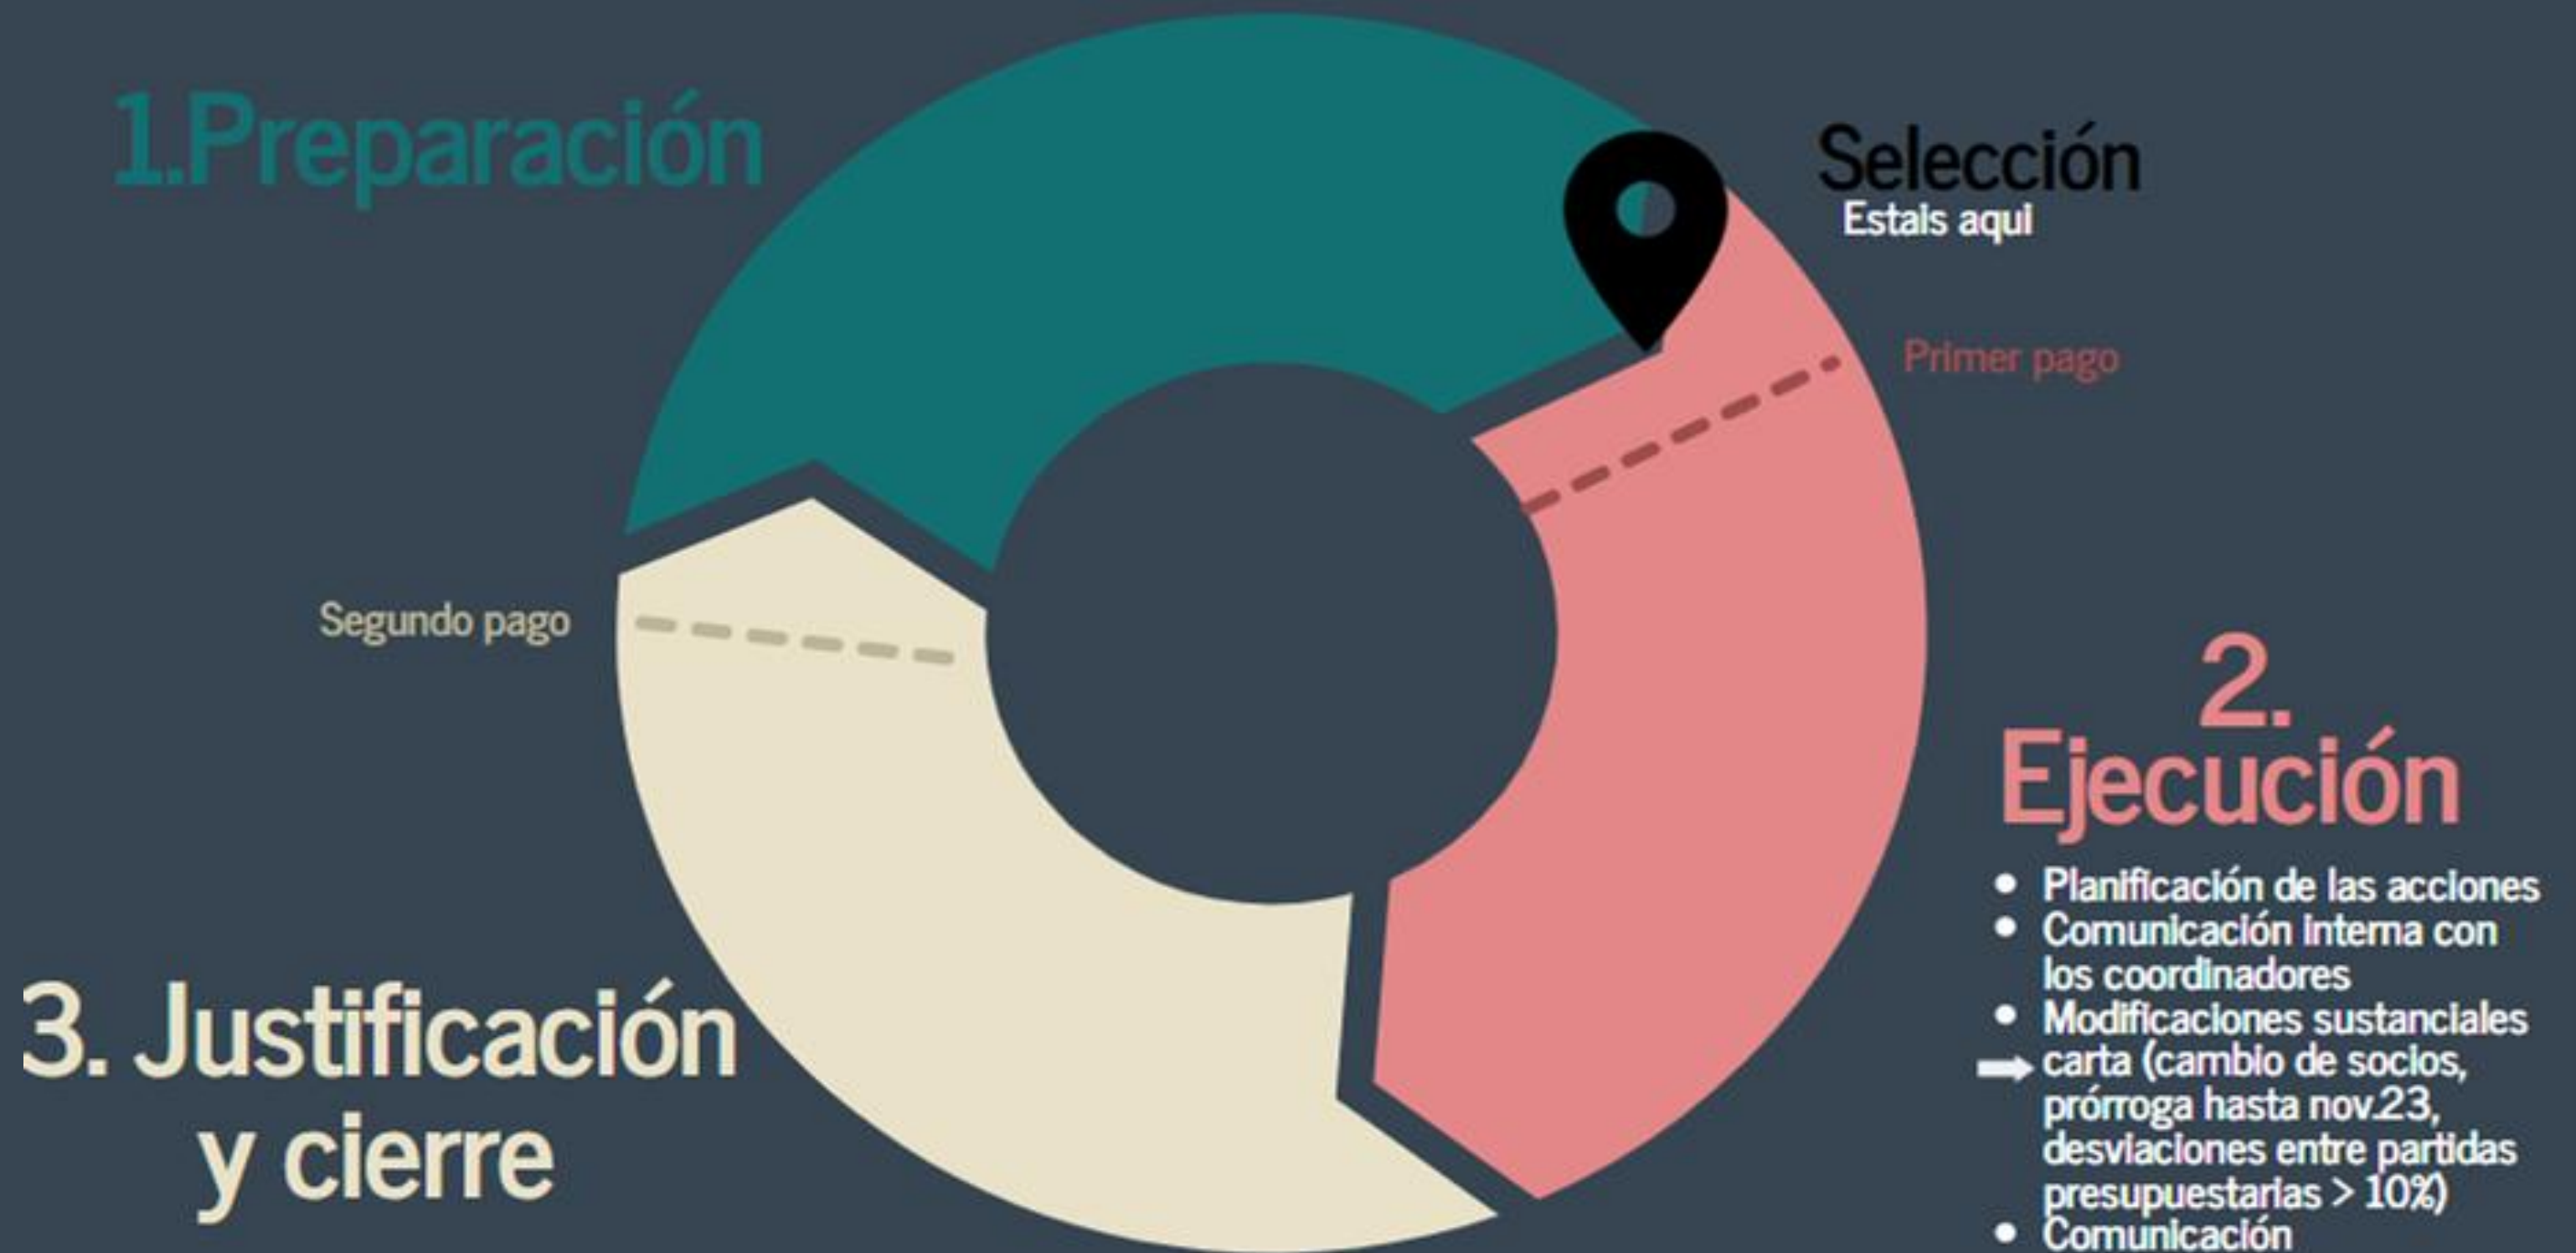 1.Preparación
Selección
Estais aqui
Primer pago
Segundo pago
2.
Ejecución
• Planificación de las acciones
• Comunicación interna con
los coordinadores
• Modificaciones sustanciales
carta (cambio de socios,
prórroga hasta nov.23,
desviaciones entre partidas
presupuestarias > 10%)
• Comunicación
3. Justificación
y cierre